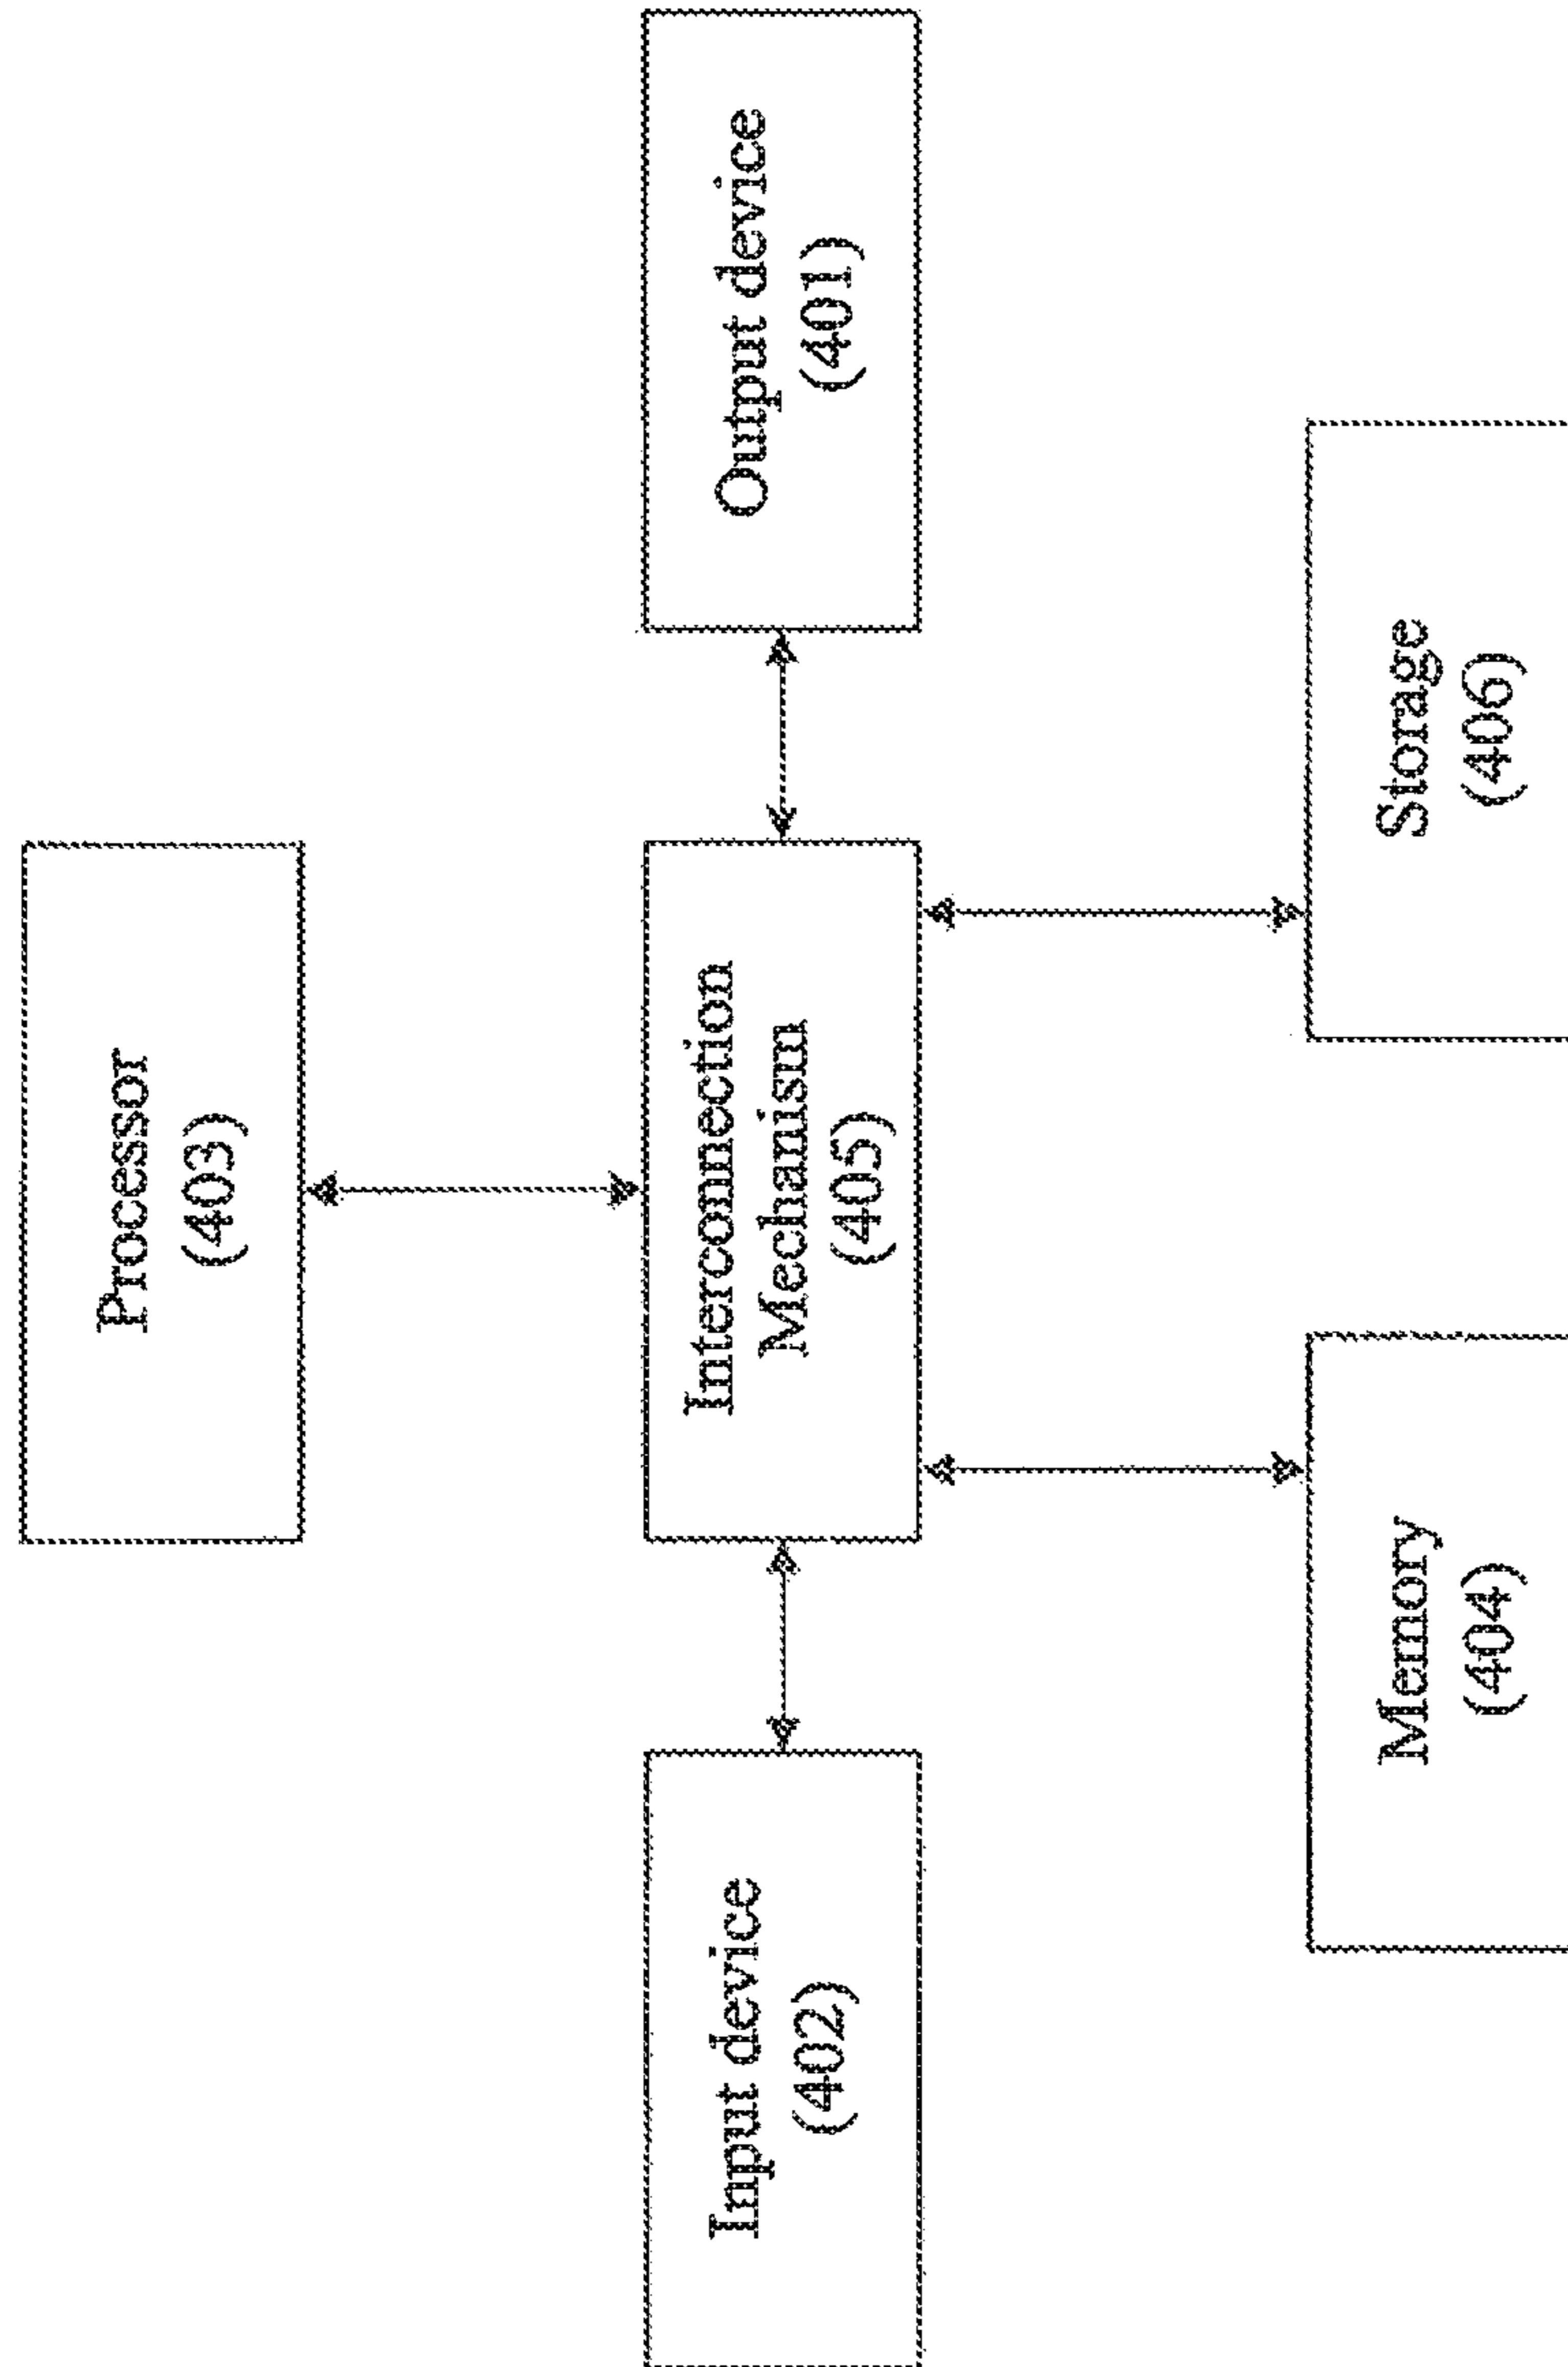 Processor
(403)
Input device
(402)
Interconnection
Mechanism
(405)
Output device
(401)
Memory
(404)
Storage
(406)